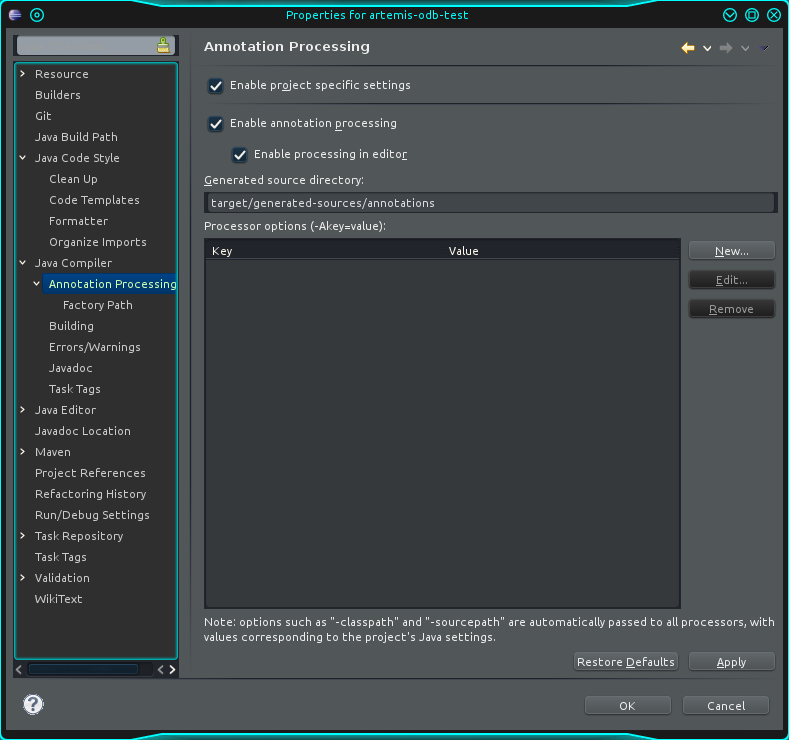 Properties for artemis-odb-test
Resource
Builders
Git
Java Build Path
Java Code Style
Clean Up
Code Templates
Formatter
Organize Imports
Java Compiler
Annotation Processing
Factory Path
Building
Errors/Warnings
Javadoc
Task Tags
Java Editor
Javadoc Location
Maven
Project References
Refactoring History
Run/Debug Settings
Task Repository
Task Tags
Validation
WikiText
Annotation Processing
Enable project specific settings
Enable annotation processing
Enable processing in editor
Generated source directory:
target/generated-sources/annotations
Processor options (-Akey=value):
Key Value
New...
Edit...
Remove
Note: options such as "-classpath" and "-sourcepath" are automatically passed to all processors, with
values corresponding to the project's Java settings.
Restore Defaults Apply
? OK Cancel